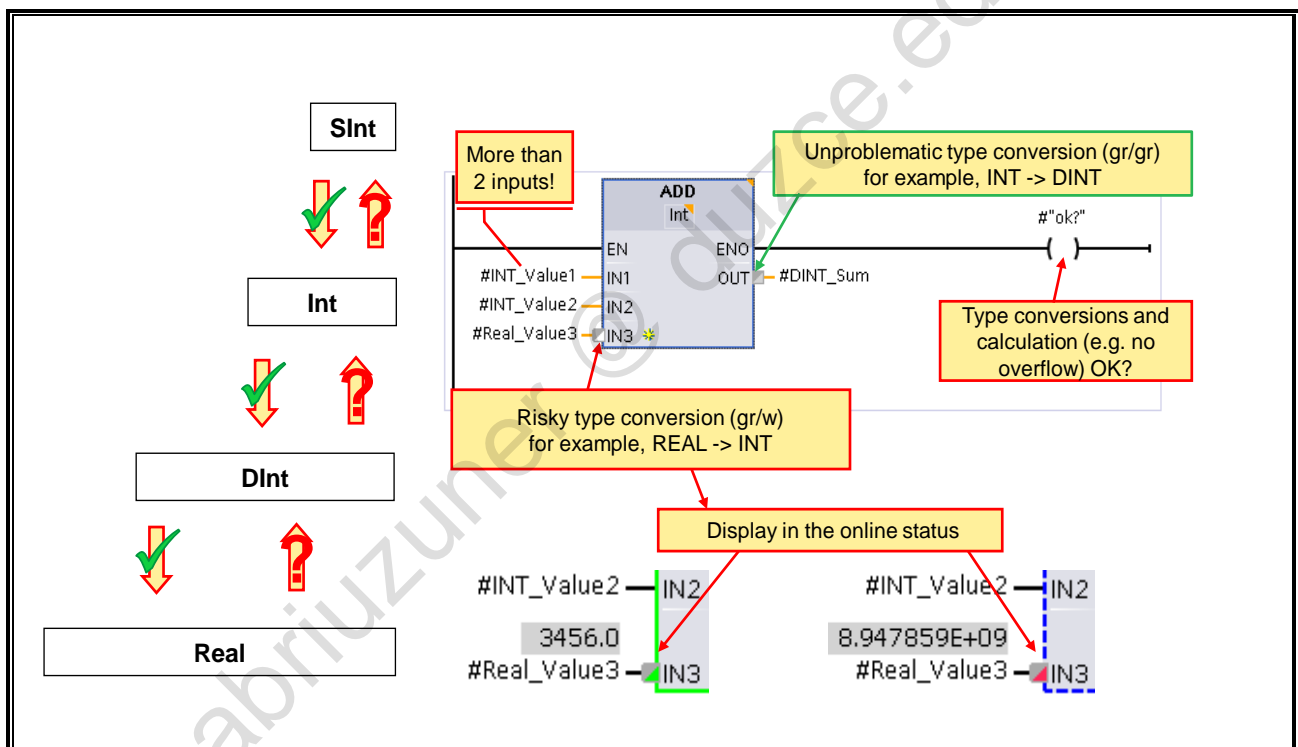 SInt
Int
DInt
Real
More than
2 inputs!
Unproblematic type conversion (gr/gr)
for example, INT -> DINT
ADD
Int
EN
ENO
#INT_Value1
IN1
OUT
#DINT_Sum
#INT_Value2
IN2
#Real_Value3
IN3
#"ok?"
Type conversions and
calculation (e.g. no
overflow) OK?
Risky type conversion (gr/w)
for example, REAL -> INT
Display in the online status
#INT_Value2
IN2
3456.0
#Real_Value3
IN3
#INT_Value2
IN2
8.947859E+09
#Real_Value3
IN3
abriuzuner @ duzce.ed